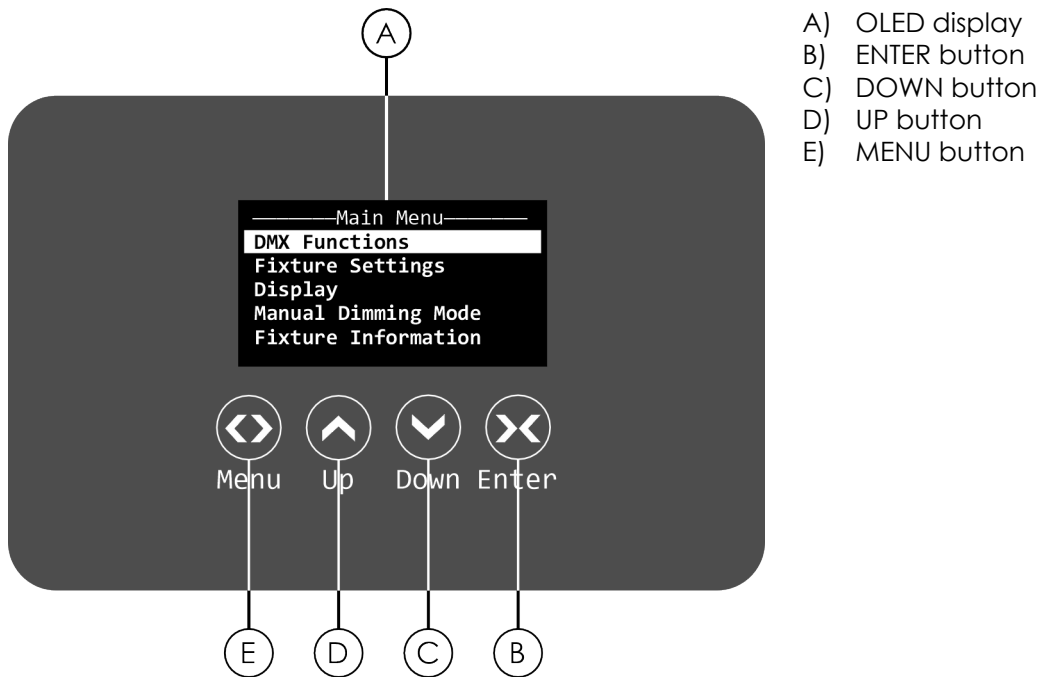 A
A) OLED display
B) ENTER button
C) DOWN button
D) UP button
E) MENU button
Main Menu
DMX Functions
Fixture Settings
Display
Manual Dimming Mode
Fixture Information
Menu Up Down Enter
E D C B